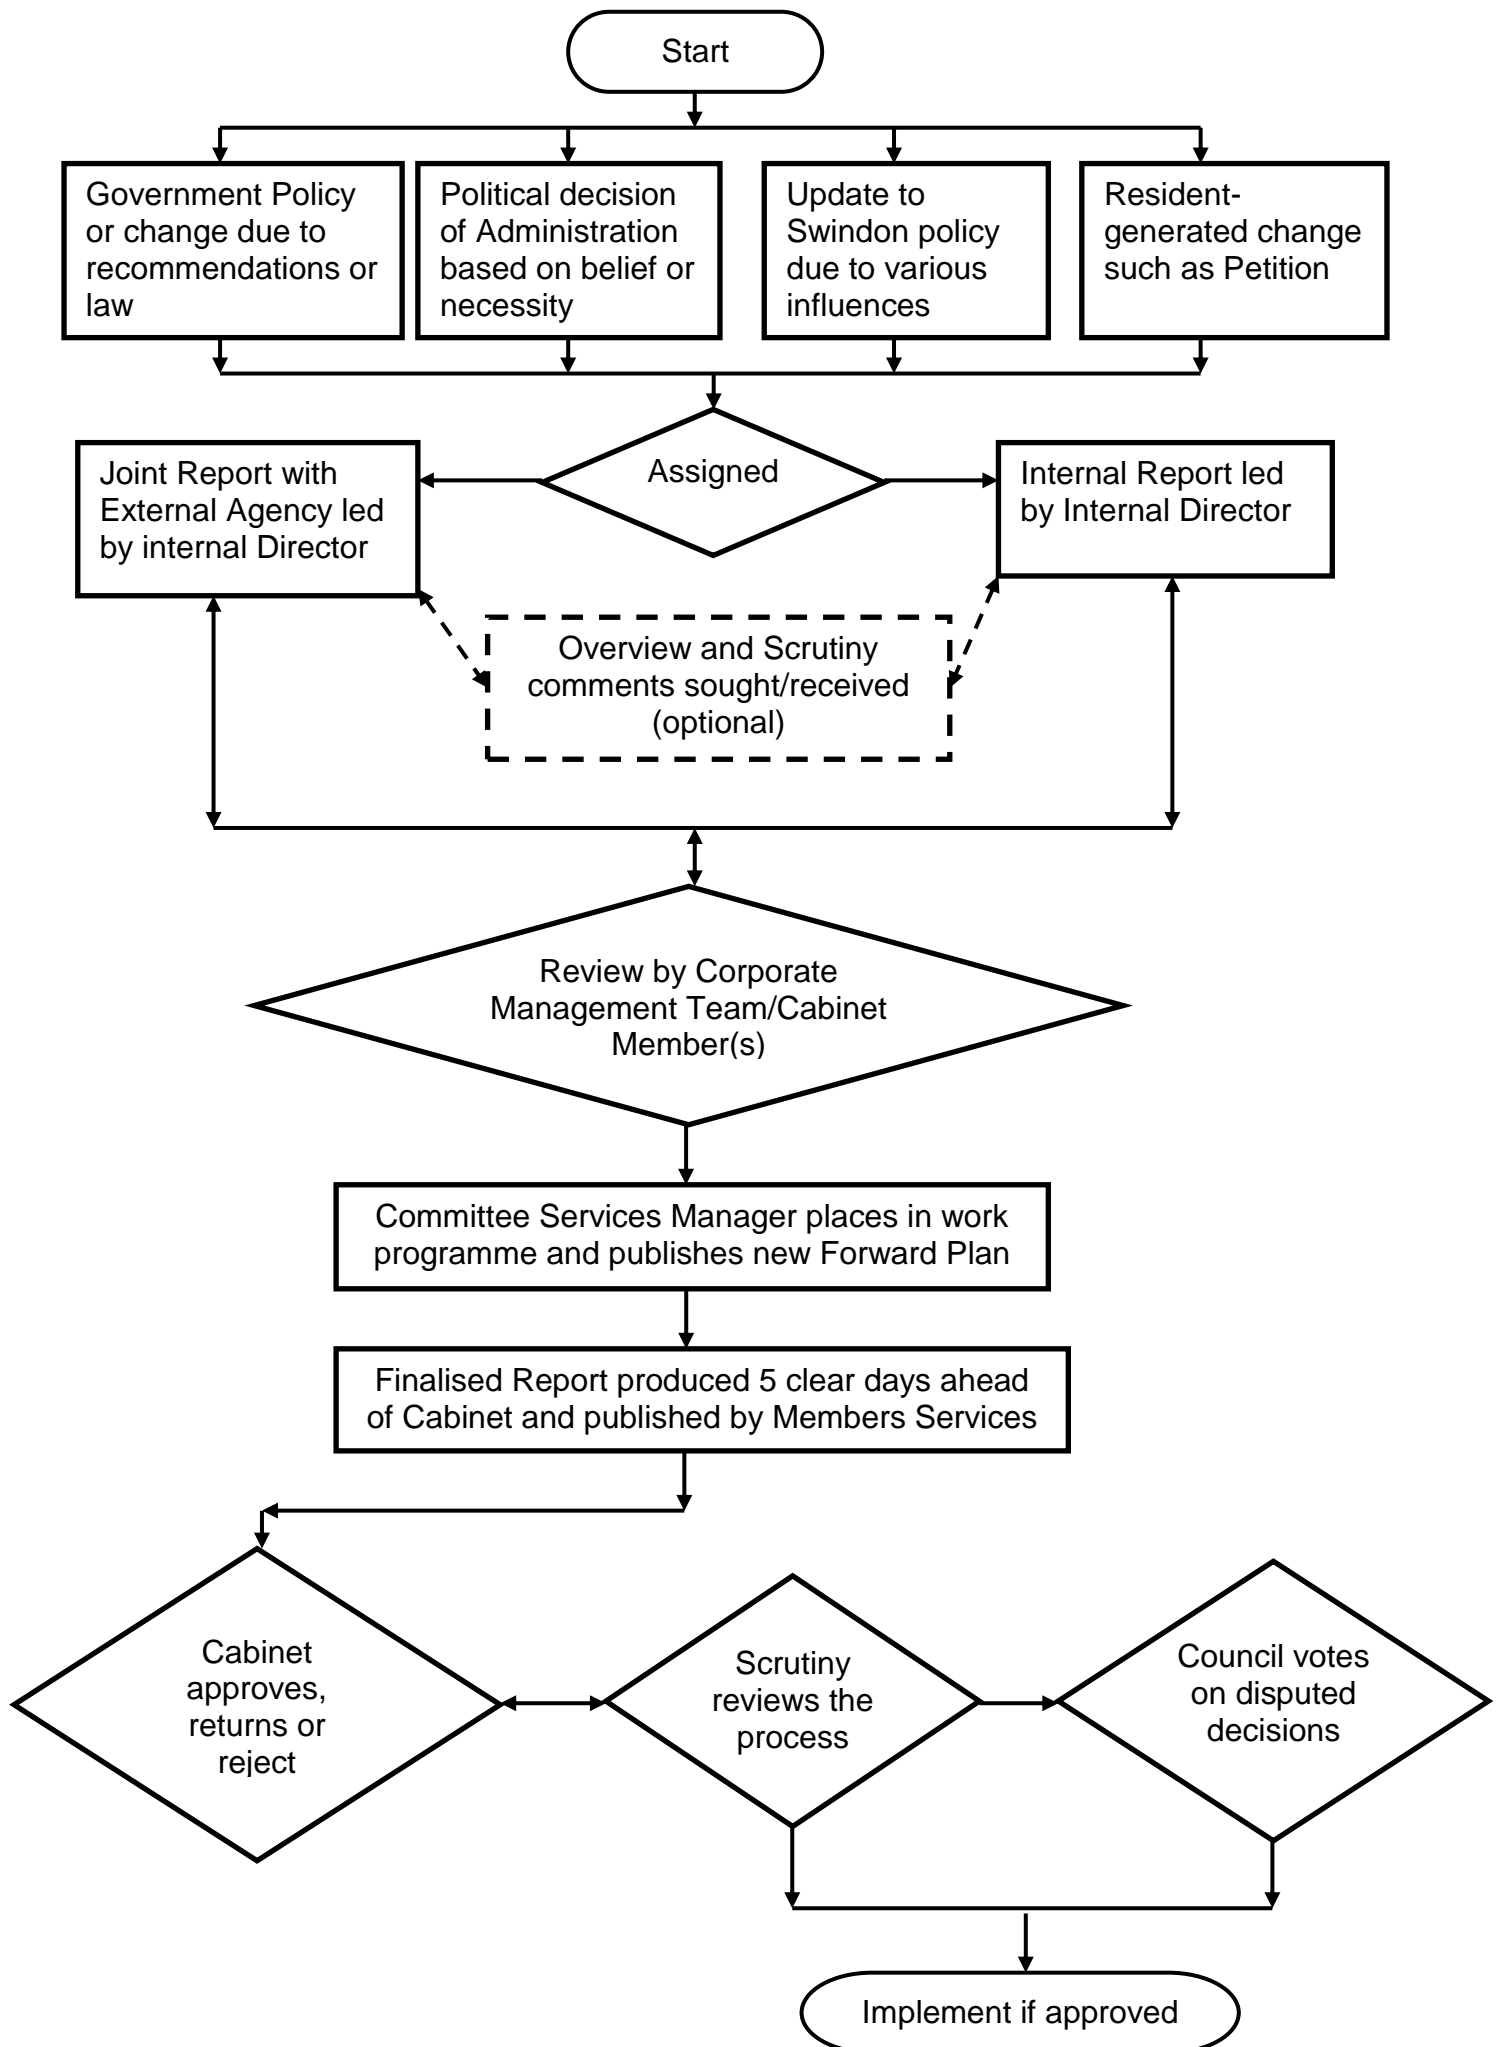 Start
Government Policy
or change due to
recommendations or
law
Political decision
of Administration
based on belief or
necessity
Update to
Swindon policy
due to various
influences
Resident-
generated change
such as Petition
Joint Report with
External Agency led
by internal Director
Assigned
Internal Report led
by Internal Director
Overview and Scrutiny
comments sought/received
(optional)
Review by Corporate
Management Team/Cabinet
Member(s)
Committee Services Manager places in work
programme and publishes new Forward Plan
Finalised Report produced 5 clear days ahead
of Cabinet and published by Members Services
Cabinet
approves,
returns or
reject
Scrutiny
reviews the
process
Council votes
on disputed
decisions
Implement if approved